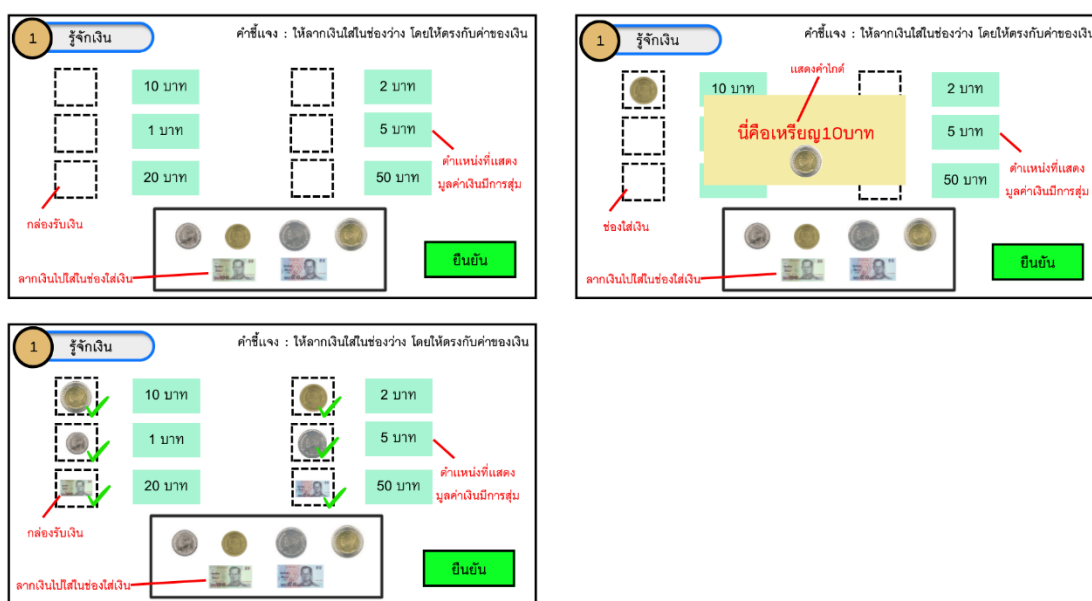 1
รู้จักเงิน
คำชี้แจง : ให้ลากเงินใส่ในช่องว่าง โดยให้ตรงกับค่าของเงิน
10 บาท
2 บาท
1 บาท
5 บาท
20 บาท
50 บาท
ตำแหน่งที่แสดง
มูลค่าเงินมีการสุ่ม
กล่องรับเงิน
ลากเงินไปใส่ในช่องใส่เงิน
ยืนยัน
1
รู้จักเงิน
คำชี้แจง : ให้ลากเงินใส่ในช่องว่าง โดยให้ตรงกับค่าของเงิน
แสดงคำไกด์
10 บาท
2 บาท
นี่คือเหรียญ10บาท
5 บาท
50 บาท
ตำแหน่งที่แสดง
มูลค่าเงินมีการสุ่ม
ช่องใส่เงิน
ลากเงินไปใส่ในช่องใส่เงิน
ยืนยัน
1
รู้จักเงิน
คำชี้แจง : ให้ลากเงินใส่ในช่องว่าง โดยให้ตรงกับค่าของเงิน
10 บาท
2 บาท
1 บาท
5 บาท
20 บาท
50 บาท
ตำแหน่งที่แสดง
มูลค่าเงินมีการสุ่ม
กล่องรับเงิน
ลากเงินไปใส่ในช่องใส่เงิน
ยืนยัน